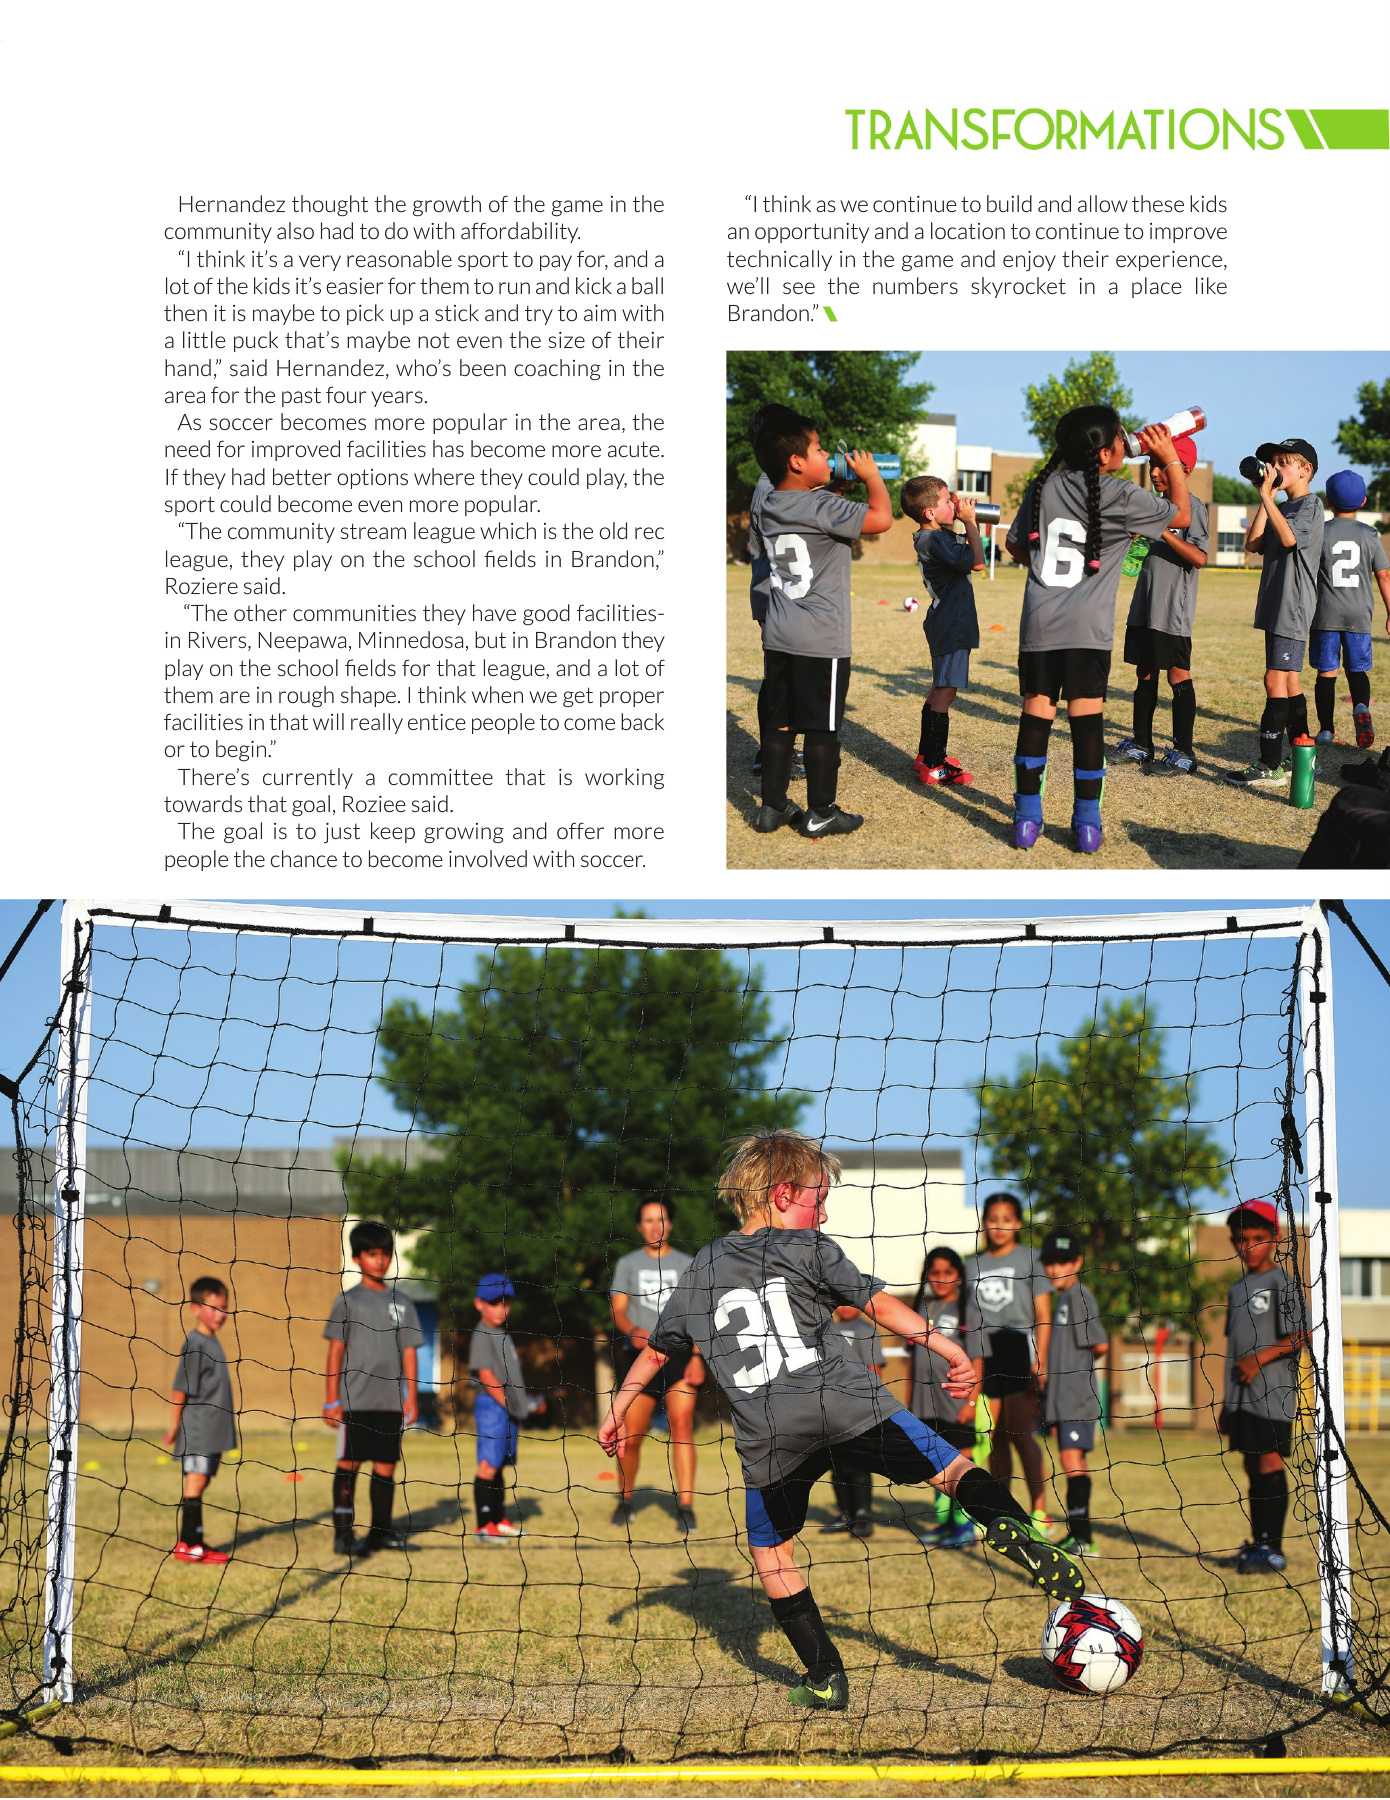 TRANSFORMATIONS
Hernandez thought the growth of the game in the
community also had to do with affordability.
“I think it’s a very reasonable sport to pay for, and a
lot of the kids it’s easier for them to run and kick a ball
then it is maybe to pick up a stick and try to aim with
a little puck that’s maybe not even the size of their
hand,” said Hernandez, who’s been coaching in the
area for the past four years.
As soccer becomes more popular in the area, the
need for improved facilities has become more acute.
If they had better options where they could play, the
sport could become even more popular.
“The community stream league which is the old rec
league, they play on the school fields in Brandon,”
Roziere said.
“The other communities they have good facilities-
in Rivers, Neepawa, Minnedosa, but in Brandon they
play on the school fields for that league, and a lot of
them are in rough shape. I think when we get proper
facilities in that will really entice people to come back
or to begin.”
There’s currently a committee that is working
towards that goal, Roziee said.
The goal is to just keep growing and offer more
people the chance to become involved with soccer.
“I think as we continue to build and allow these kids
an opportunity and a location to continue to improve
technically in the game and enjoy their experience,
we’ll see the numbers skyrocket in a place like
Brandon.”
3
6
2
31